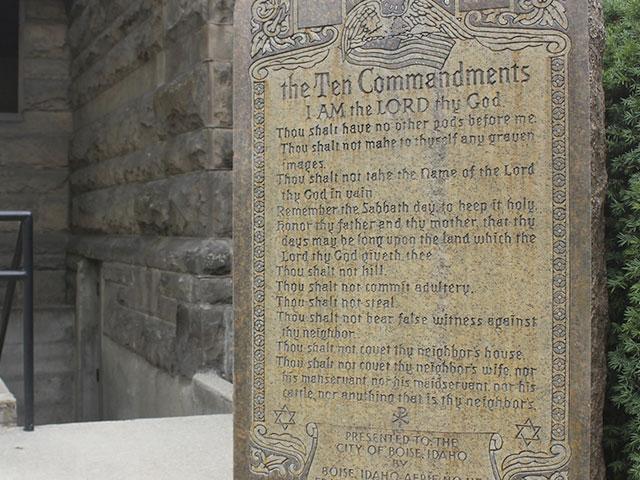 the Ten Commandments
I AM the LORD thy God
Thou shalt have no other gods before me.
Thou shalt not make to thyself any graven
images.
Thou shalt not take the Name of the Lord
thy God in vain
Remember the Sabbath day, to keep it holy.
Honor thy father and thy mother, that thy
days may be long upon the land which the
Lord thy God giveth thee
Thou shalt not kill.
Thou shalt not commit adultery.
Thou shalt not steal
Thou shalt not bear false witness against
thy neighbor
Thou shalt not covet thy neighbor's house.
Thou shalt not covet thy neighbor's wife, nor
his manservant, nor his maidservant, nor his
cattle, nor anything that is thy neighbor's.
PRESENTED TO THE
CITY OF BOISE, IDAHO
BY
BOISE, IDAHO AERIE NO.